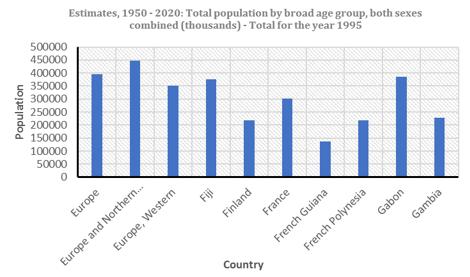 Estimates, 1950 - 2020: Total population by broad age group, both sexes
combined (thousands) - Total for the year 1995
500000
450000
400000
350000
300000
250000
200000
150000
100000
50000
0
Population
Europe
Europe and Northern...
Europe, Western
Fiji
Finland
France
French Guiana
French Polynesia
Gabon
Gambia
Country